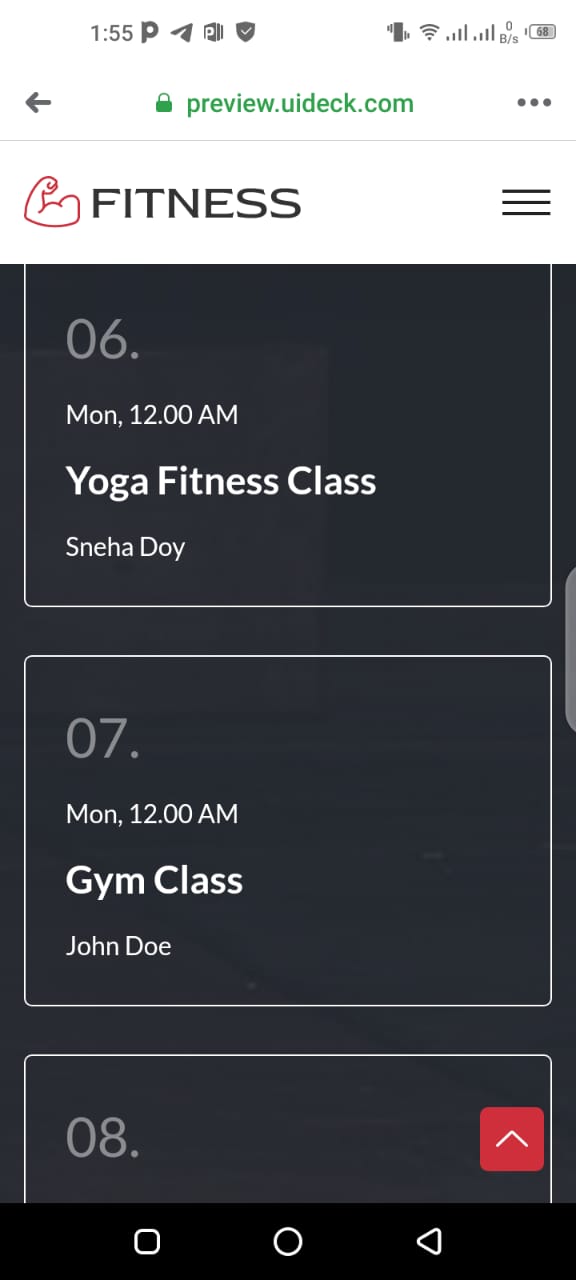 1:55
0
B/s
68
preview.uideck.com
FITNESS
06.
Mon, 12.00 AM
Yoga Fitness Class
Sneha Doy
07.
Mon, 12.00 AM
Gym Class
John Doe
08.